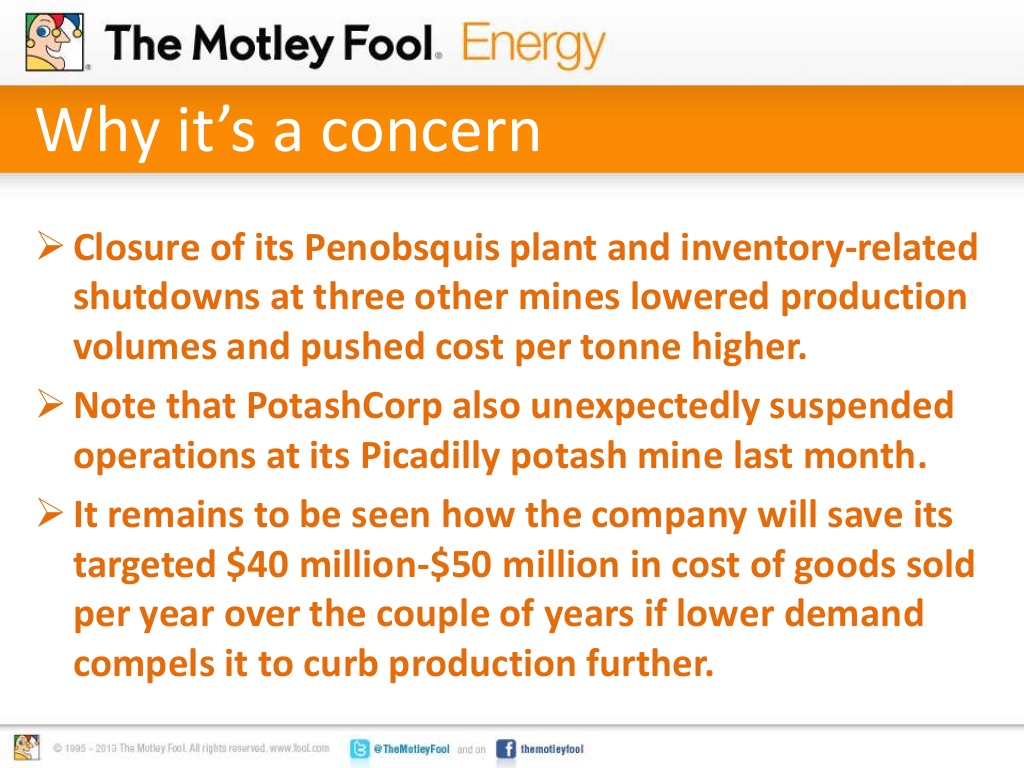 The Motley Fool® Energy
Why it’s a concern
➢ Closure of its Penobsquis plant and inventory-related
shutdowns at three other mines lowered production
volumes and pushed cost per tonne higher.
➢ Note that PotashCorp also unexpectedly suspended
operations at its Picadilly potash mine last month.
➢ It remains to be seen how the company will save its
targeted $40 million-$50 million in cost of goods sold
per year over the couple of years if lower demand
compels it to curb production further.
© 1995 - 2013 The Motley Fool. All rights reserved. www.fool.com @TheMotleyFool and on themotleyfool